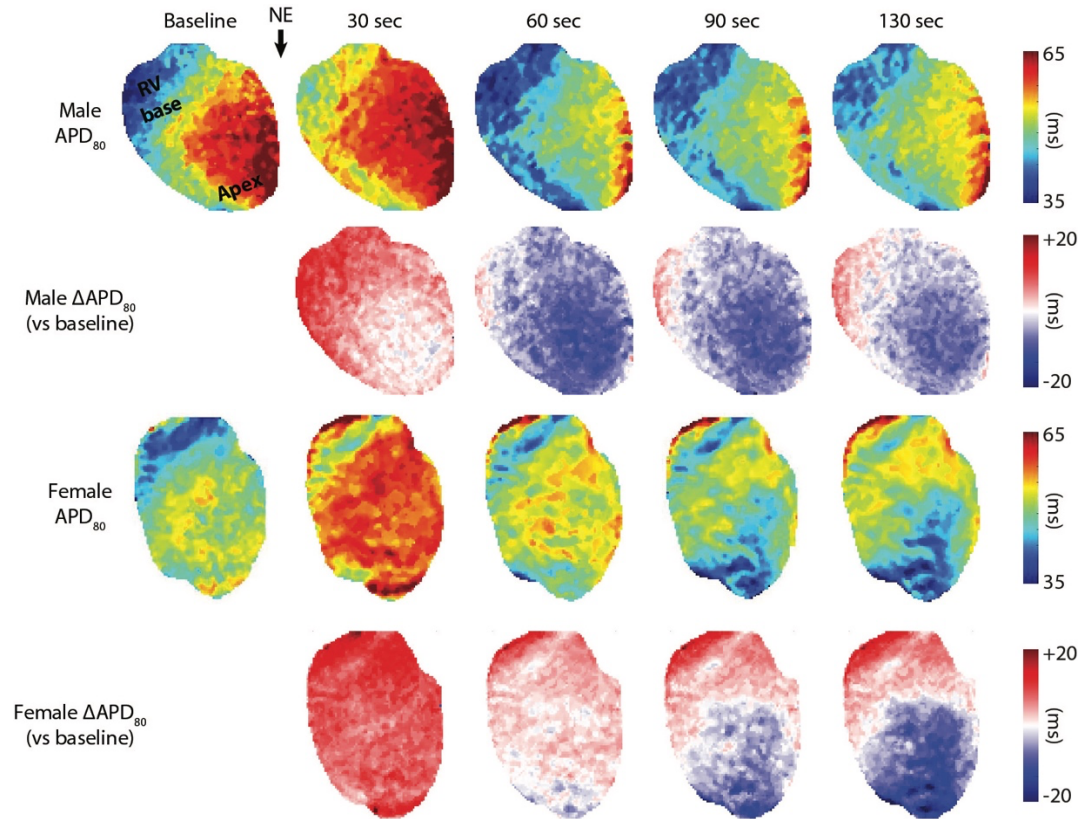 Baseline NE 30 sec 60 sec 90 sec 130 sec
RV
base
Apex
Male
APD80
65
(ms)
35
Male ΔAPD80
(vs baseline)
+20
(ms)
-20
Female
APD80
65
(ms)
35
Female ΔAPD80
(vs baseline)
+20
(ms)
-20